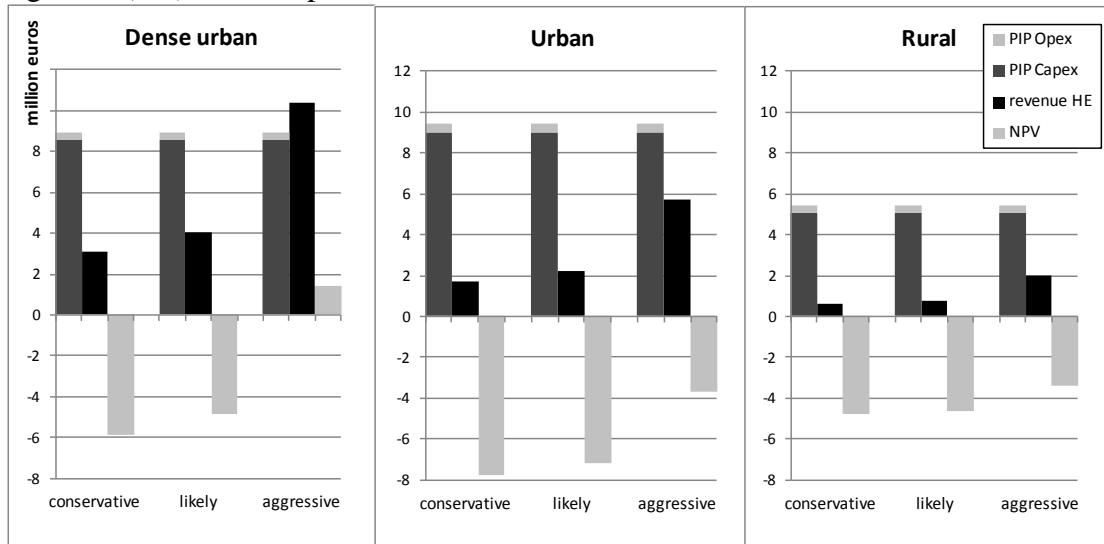 Dense urban
million euros
8
6
4
2
0
-2
-4
-6
-8
conservative likely aggressive
Urban
12
10
8
6
4
2
0
-2
-4
-6
-8
conservative likely aggressive
Rural
12
10
8
6
4
2
0
-2
-4
-6
-8
conservative likely aggressive
PIP Opex
PIP Capex
revenue HE
NPV